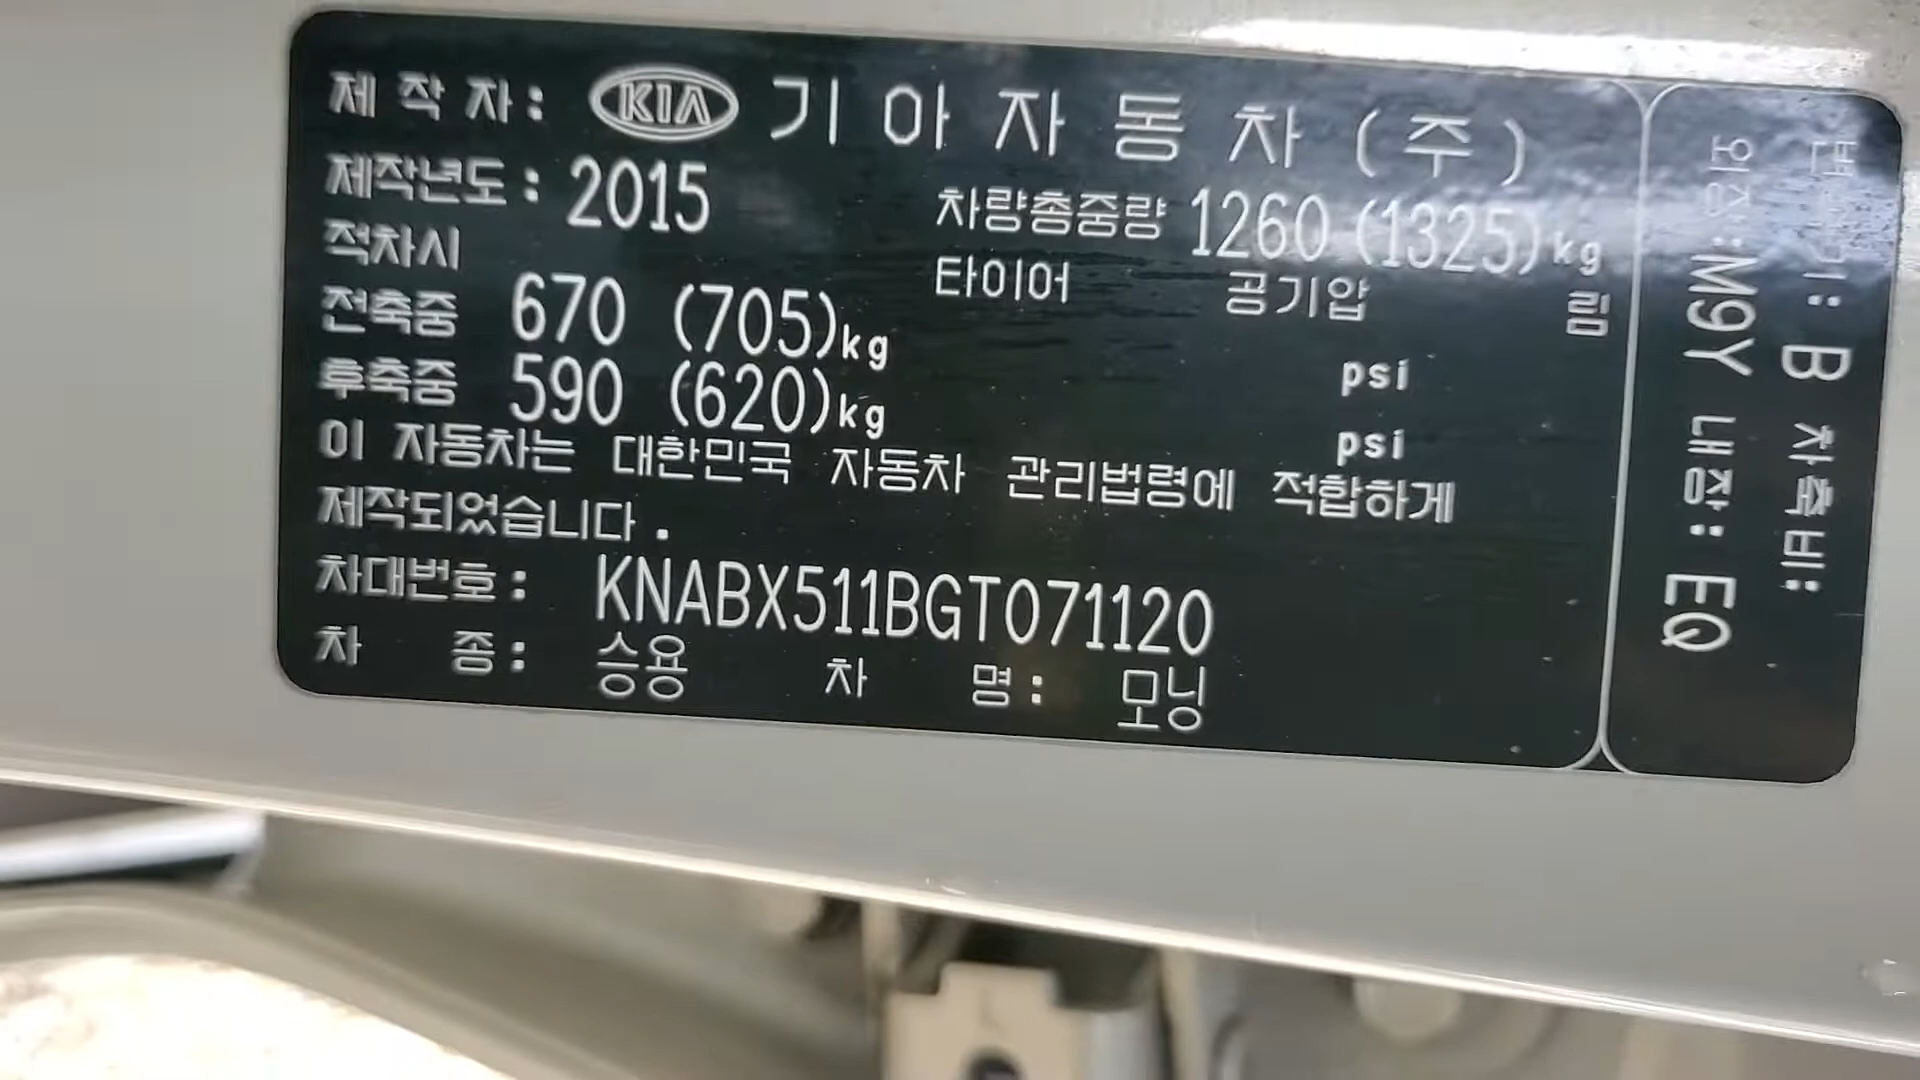 제 작 자 : KIA 기 아 자 동 차 ( 주 )
제작년도 : 2015
차량총중량 1260 (1325)kg
적차시
타이어 공기압 림
전축중 670 (705)kg
psi
후축중 590 (620)kg
psi
이 자동차는 대한민국 자동차 관리법령에 적합하게
제작되었습니다 .
차대번호 : KNABX511BGT071120
차 종 : 승용 차 명 : 모닝
변속기 : B 차축비 :
외장 : M9Y 내장 : EQ